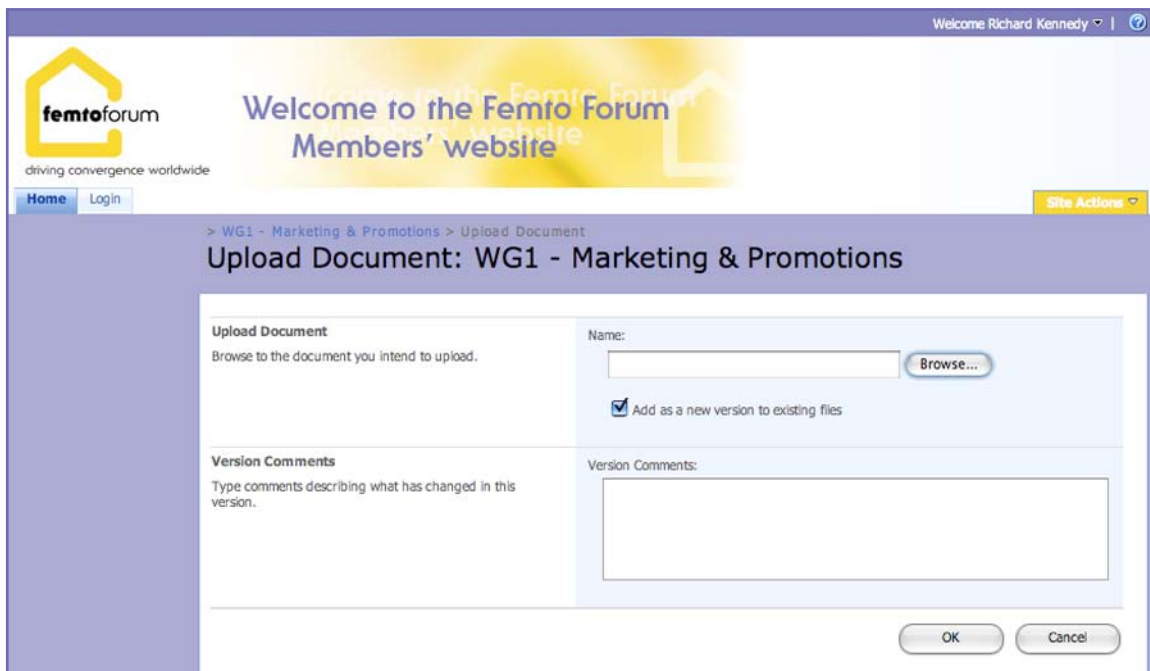 Welcome Richard Kennedy |
femtoforum
driving convergence worldwide
Welcome to the Femto Forum
Members' website
Home Login
Site Actions
> WG1 - Marketing & Promotions > Upload Document
Upload Document: WG1 - Marketing & Promotions
Upload Document
Browse to the document you intend to upload.
Name:
Browse...
Add as a new version to existing files
Version Comments
Type comments describing what has changed in this
version.
Version Comments:
OK Cancel